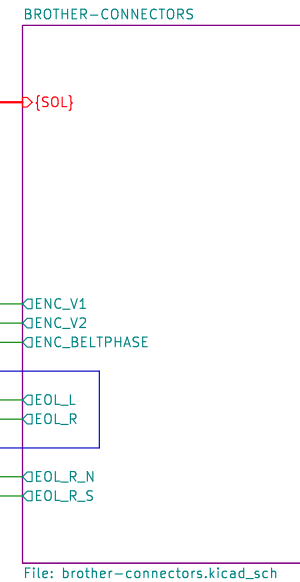 BROTHER-CONNECTORS
{SOL}
ENC_V1
ENC_V2
ENC_BELTPHASE
EOL_L
EOL_R
EOL_R_N
EOL_R_S
File: brother-connectors.kicad_sch